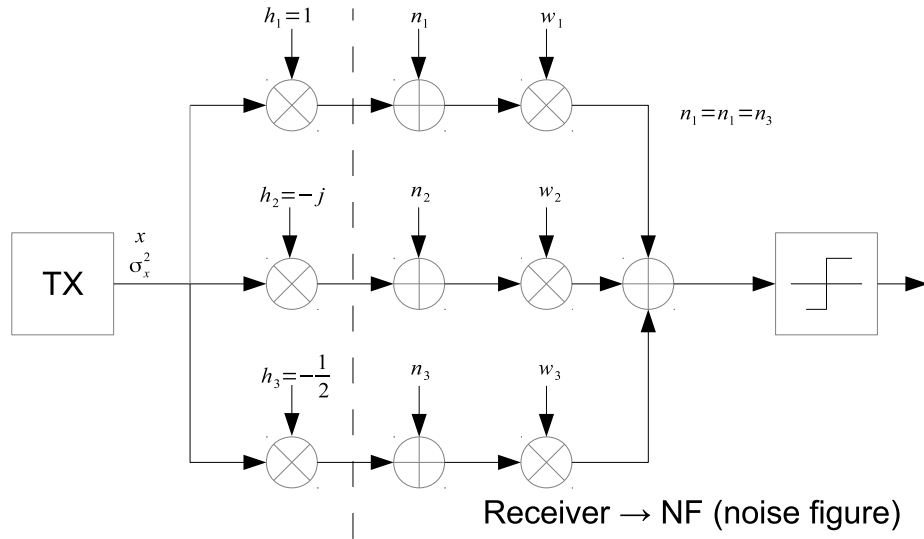 h₁=1 n₁ w₁
n₁=n₁=n₃
h₂=−j n₂ w₂
x
σₓ²
TX
h₃=−1/2 n₃ w₃
Receiver → NF (noise figure)